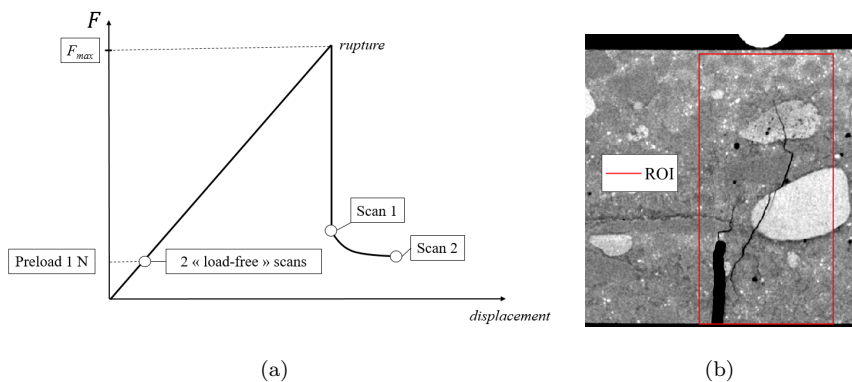 F
F_max
rupture
Scan 1
Scan 2
Preload 1 N
2 « load-free » scans
displacement
ROI
(a)
(b)